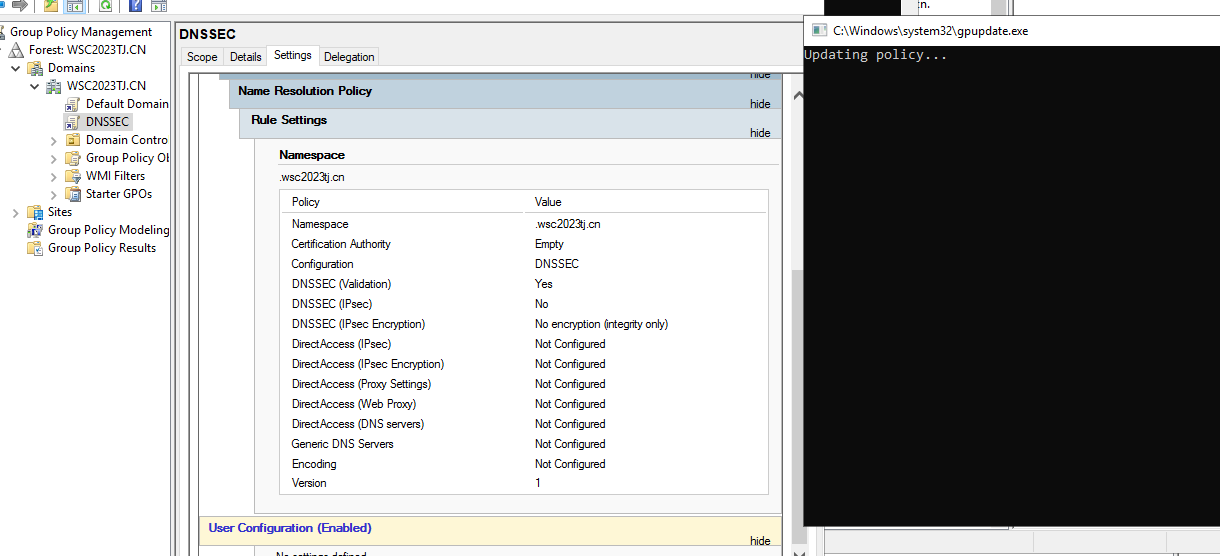 Group Policy Management
Forest: WSC2023TJ.CN
Domains
WSC2023TJ.CN
Default Domain
DNSSEC
Domain Contro
Group Policy Ob
WMI Filters
Starter GPOs
Sites
Group Policy Modeling
Group Policy Results
DNSSEC
Scope Details Settings Delegation
hide
Name Resolution Policy
hide
Rule Settings
hide
Namespace
.wsc2023tj.cn
Policy Value
Namespace .wsc2023tj.cn
Certification Authority Empty
Configuration DNSSEC
DNSSEC (Validation) Yes
DNSSEC (IPsec) No
DNSSEC (IPsec Encryption) No encryption (integrity only)
DirectAccess (IPsec) Not Configured
DirectAccess (IPsec Encryption) Not Configured
DirectAccess (Proxy Settings) Not Configured
DirectAccess (Web Proxy) Not Configured
DirectAccess (DNS servers) Not Configured
Generic DNS Servers Not Configured
Encoding Not Configured
Version 1
User Configuration (Enabled)
hide
No settings defined
C:\Windows\system32\gpupdate.exe
Updating policy...